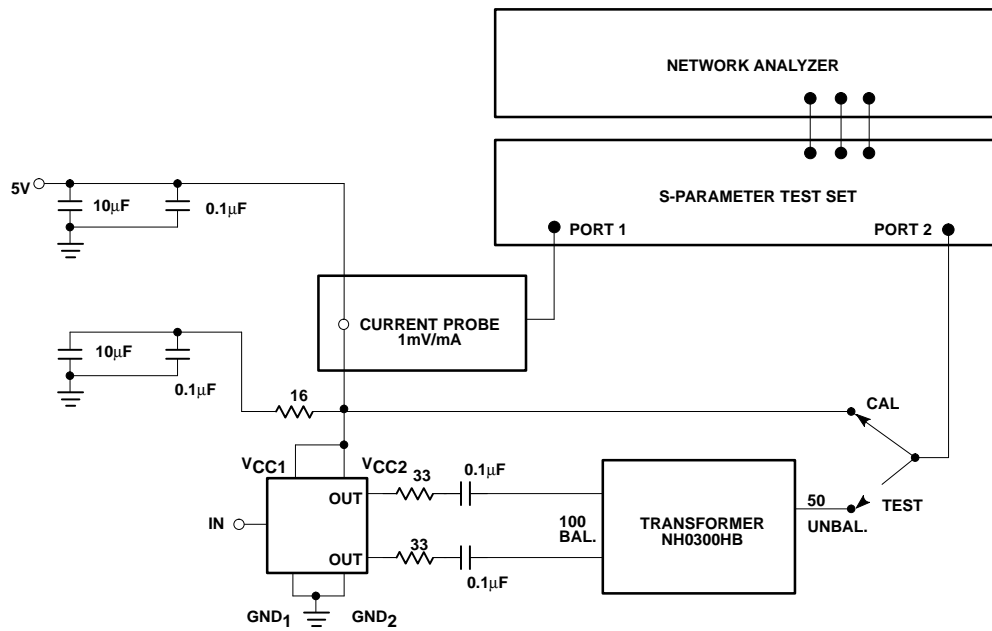 NETWORK ANALYZER
S-PARAMETER TEST SET
PORT 1
PORT 2
5V
10μF
0.1μF
CURRENT PROBE
1mV/mA
10μF
0.1μF
16
CAL
VCC1
VCC2
33
0.1μF
OUT
IN
OUT
33
0.1μF
100
BAL.
TRANSFORMER
NH0300HB
50
UNBAL.
TEST
GND1
GND2